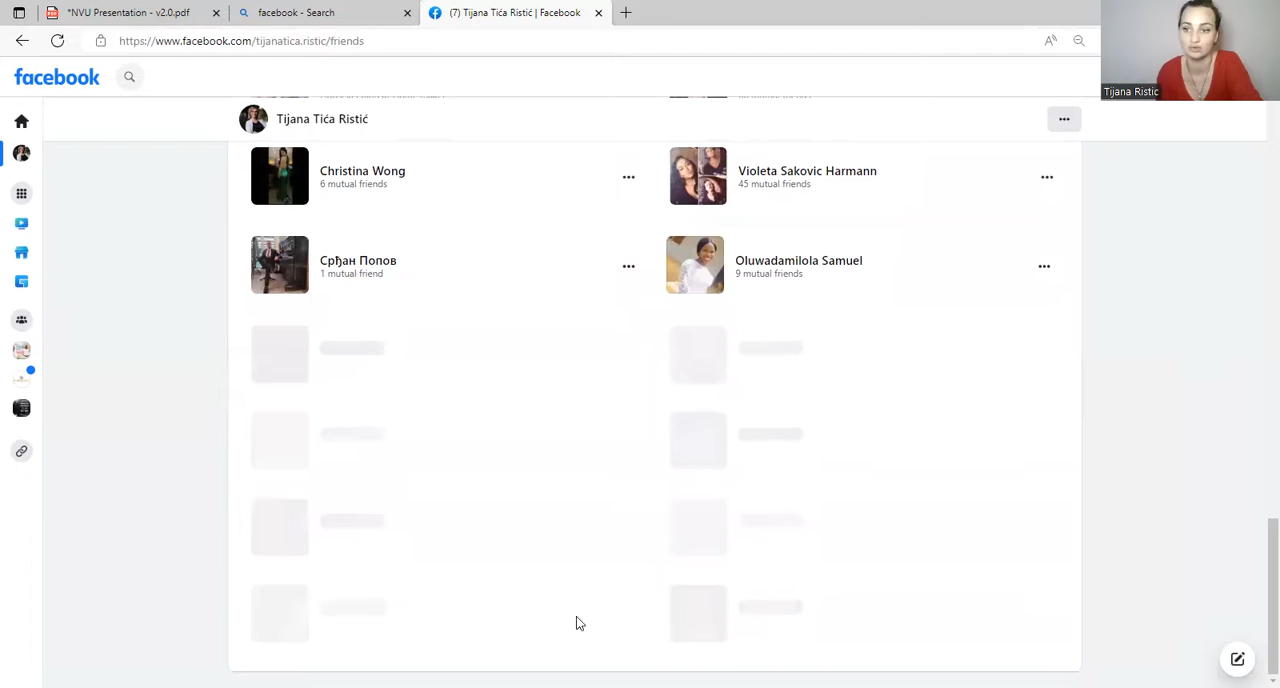 *NVU Presentation - v2.0.pdf
facebook - Search
(7) Tijana Tića Ristić | Facebook
https://www.facebook.com/tijanatica.ristic/friends
facebook
Tijana Ristic
Tijana Tića Ristić
Christina Wong
6 mutual friends
Violeta Sakovic Harmann
45 mutual friends
Срђан Попов
1 mutual friend
Oluwadamilola Samuel
9 mutual friends